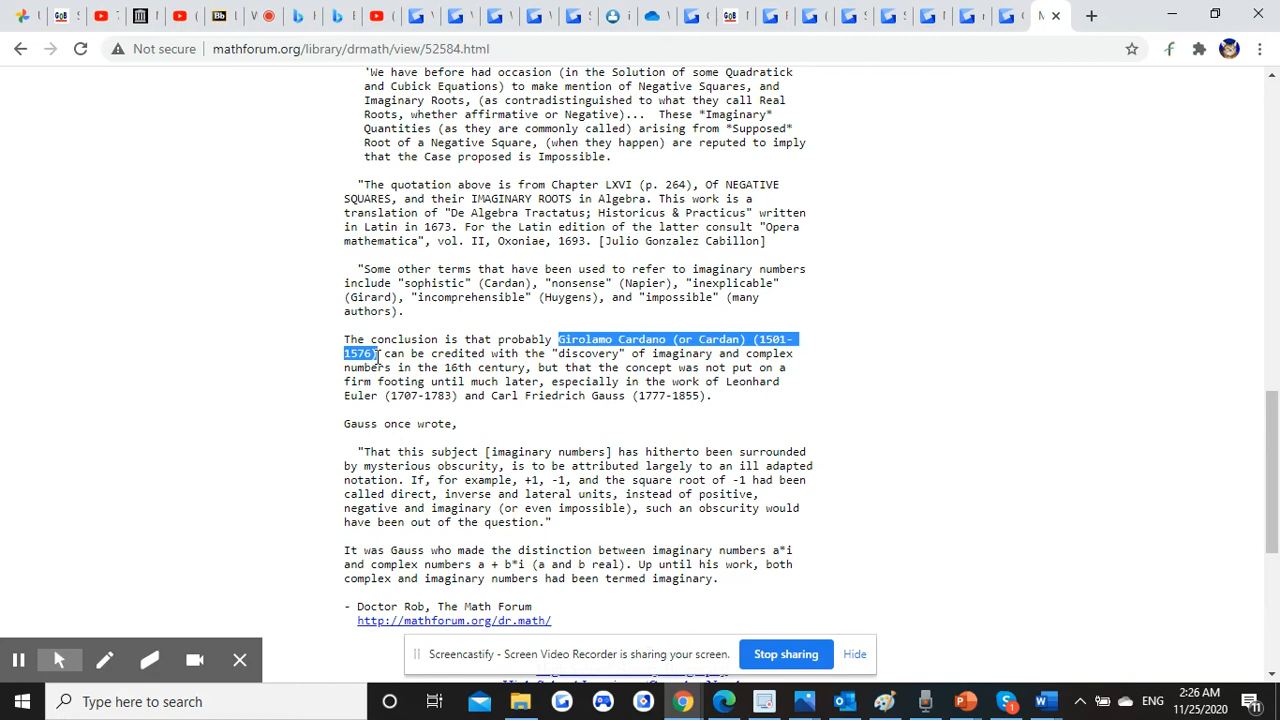 Not secure
mathforum.org/library/drmath/view/52584.html
'We have before had occasion (in the Solution of some Quadratick
and Cubick Equations) to make mention of Negative Squares, and
Imaginary Roots, (as contradistinguished to what they call Real
Roots, whether affirmative or Negative)... These *Imaginary*
Quantities (as they are commonly called) arising from *Supposed*
Root of a Negative Square, (when they happen) are reputed to imply
that the Case proposed is Impossible.
"The quotation above is from Chapter LXVI (p. 264), Of NEGATIVE
SQUARES, and their IMAGINARY ROOTS in Algebra. This work is a
translation of "De Algebra Tractatus; Historicus & Practicus" written
in Latin in 1673. For the Latin edition of the latter consult "Opera
mathematica", vol. II, Oxoniae, 1693. [Julio Gonzalez Cabillon]
"Some other terms that have been used to refer to imaginary numbers
include "sophistic" (Cardan), "nonsense" (Napier), "inexplicable"
(Girard), "incomprehensible" (Huygens), and "impossible" (many
authors).
The conclusion is that probably Girolamo Cardano (or Cardan) (1501-
1576) can be credited with the "discovery" of imaginary and complex
numbers in the 16th century, but that the concept was not put on a
firm footing until much later, especially in the work of Leonhard
Euler (1707-1783) and Carl Friedrich Gauss (1777-1855).
Gauss once wrote,
"That this subject [imaginary numbers] has hitherto been surrounded
by mysterious obscurity, is to be attributed largely to an ill adapted
notation. If, for example, +1, -1, and the square root of -1 had been
called direct, inverse and lateral units, instead of positive,
negative and imaginary (or even impossible), such an obscurity would
have been out of the question."
It was Gauss who made the distinction between imaginary numbers a*i
and complex numbers a + b*i (a and b real). Up until his work, both
complex and imaginary numbers had been termed imaginary.
- Doctor Rob, The Math Forum
http://mathforum.org/dr.math/
Screencastify - Screen Video Recorder is sharing your screen.
Stop sharing
Hide
Type here to search
ENG
2:26 AM
11/25/2020
11